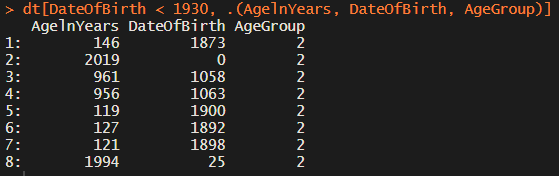 > dt[DateOfBirth < 1930, .(AgelnYears, DateOfBirth, AgeGroup)]
AgelnYears DateOfBirth AgeGroup
1: 146 1873 2
2: 2019 0 2
3: 961 1058 2
4: 956 1063 2
5: 119 1900 2
6: 127 1892 2
7: 121 1898 2
8: 1994 25 2